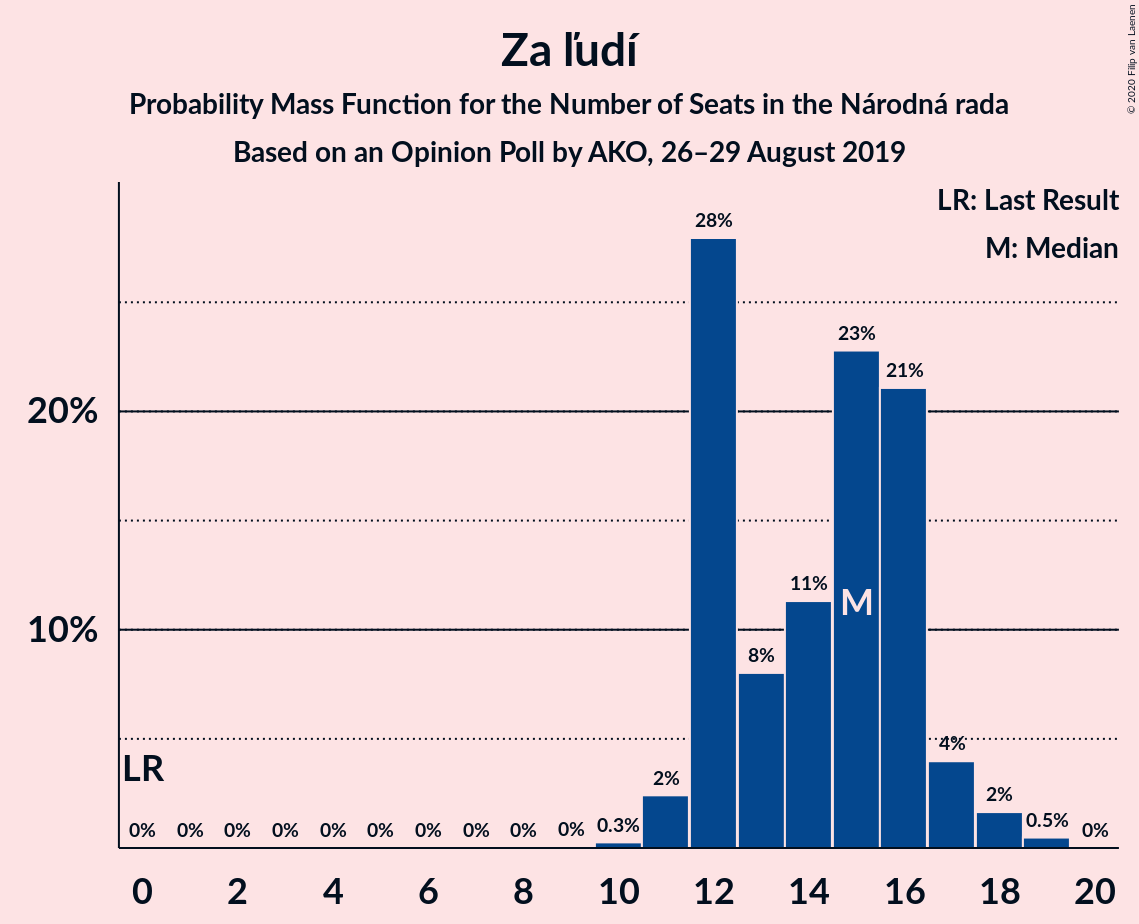 Za ľudí
Probability Mass Function for the Number of Seats in the Národná rada
Based on an Opinion Poll by AKO, 26–29 August 2019
© 2020 Filip van Laenen
LR: Last Result
M: Median
20%
10%
LR
M
0% 0% 0% 0% 0% 0% 0% 0% 0% 0% 0.3% 2% 28% 8% 11% 23% 21% 4% 2% 0.5% 0%
0 2 4 6 8 10 12 14 16 18 20